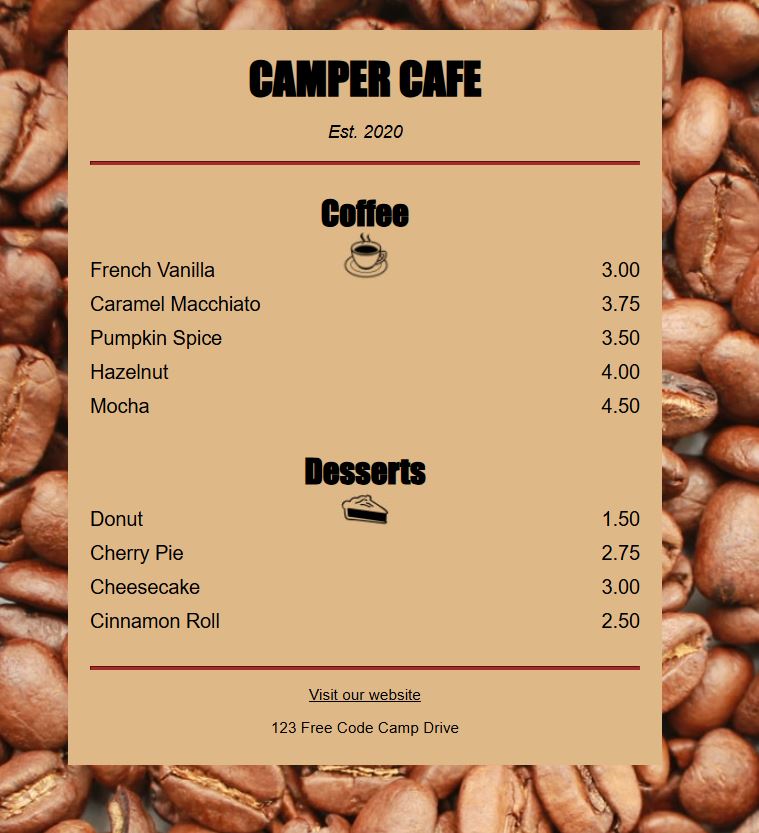 CAMPER CAFE
Est. 2020
Coffee
French Vanilla 3.00
Caramel Macchiato 3.75
Pumpkin Spice 3.50
Hazelnut 4.00
Mocha 4.50
Desserts
Donut 1.50
Cherry Pie 2.75
Cheesecake 3.00
Cinnamon Roll 2.50
Visit our website
123 Free Code Camp Drive